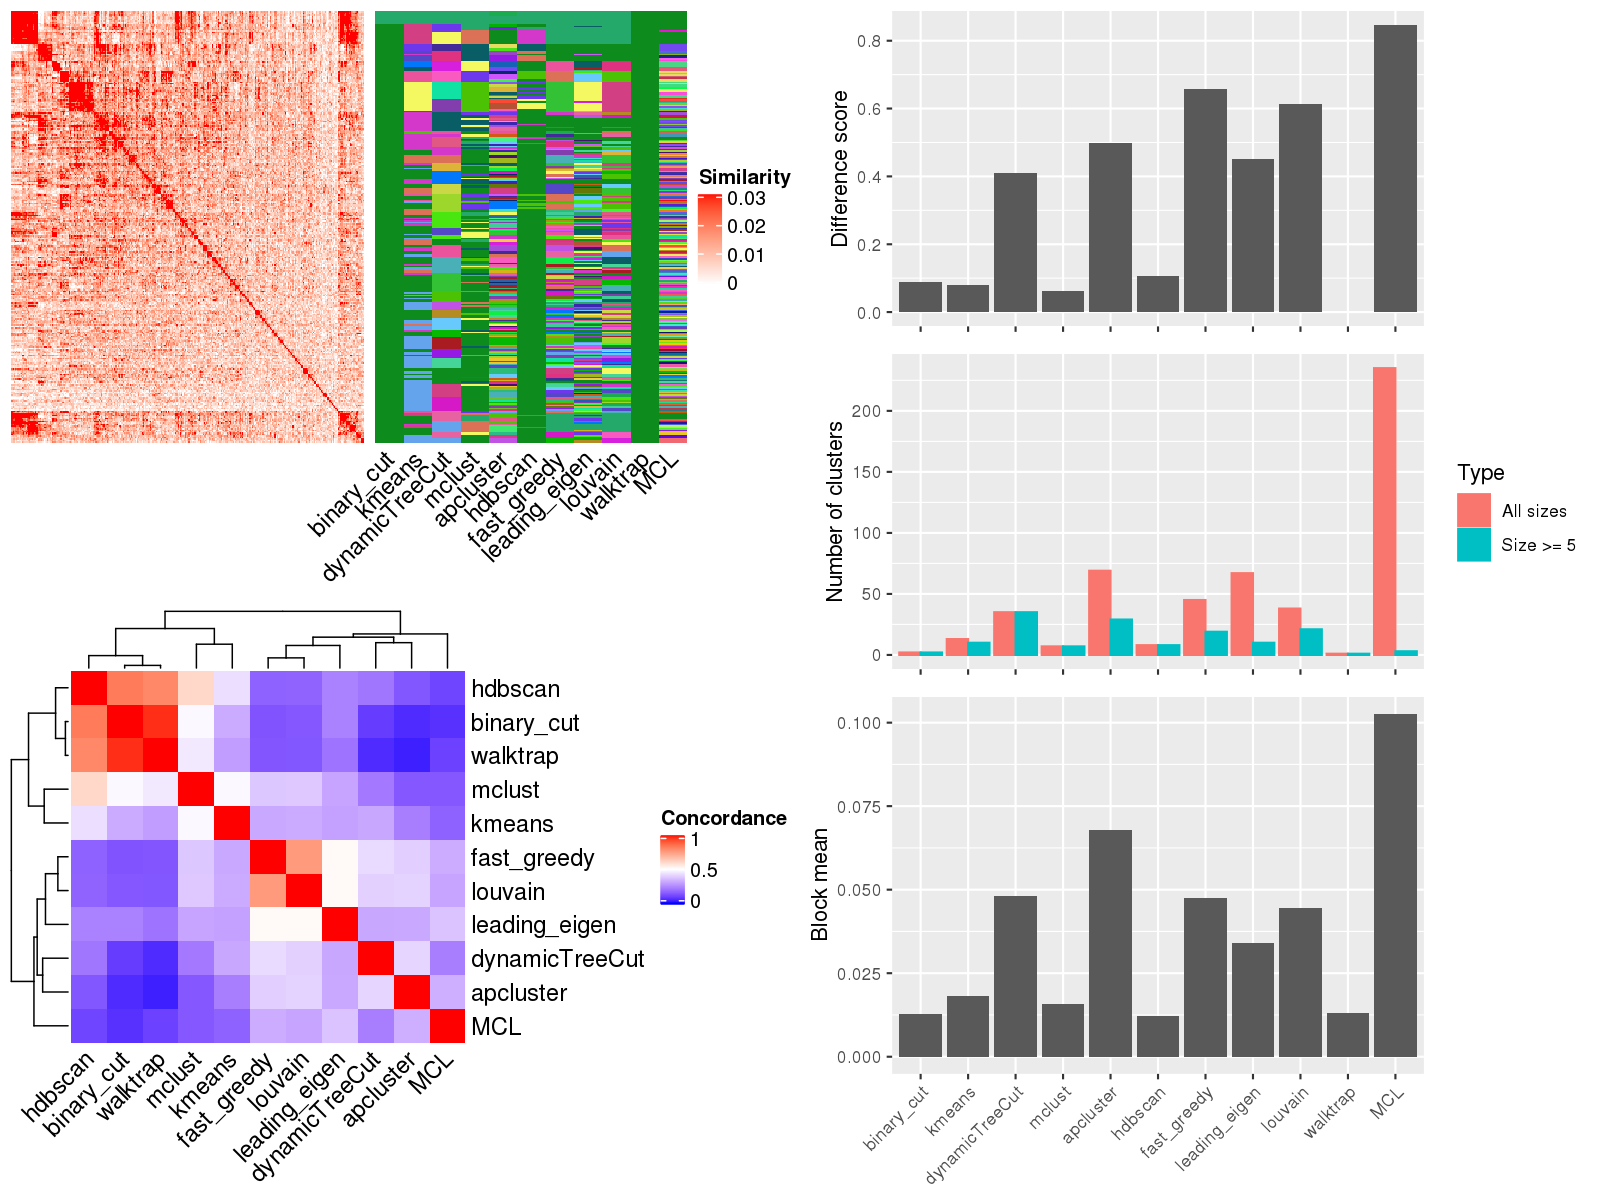 Similarity
0.03
0.02
0.01
0
binary_cut
kmeans
dynamicTreeCut
mclust
apcluster
hdbscan
fast_greedy
leading_eigen
louvain
walktrap
MCL
hdbscan
binary_cut
walktrap
mclust
kmeans
fast_greedy
louvain
leading_eigen
dynamicTreeCut
apcluster
MCL
Concordance
1
0.5
0
hdbscan
binary_cut
walktrap
mclust
kmeans
fast_greedy
louvain
leading_eigen
dynamicTreeCut
apcluster
MCL
Difference score
0.8
0.6
0.4
0.2
0.0
Number of clusters
200
150
100
50
0
Type
All sizes
Size >= 5
Block mean
0.100
0.075
0.050
0.025
0.000
binary_cut
kmeans
dynamicTreeCut
mclust
apcluster
hdbscan
fast_greedy
leading_eigen
louvain
walktrap
MCL